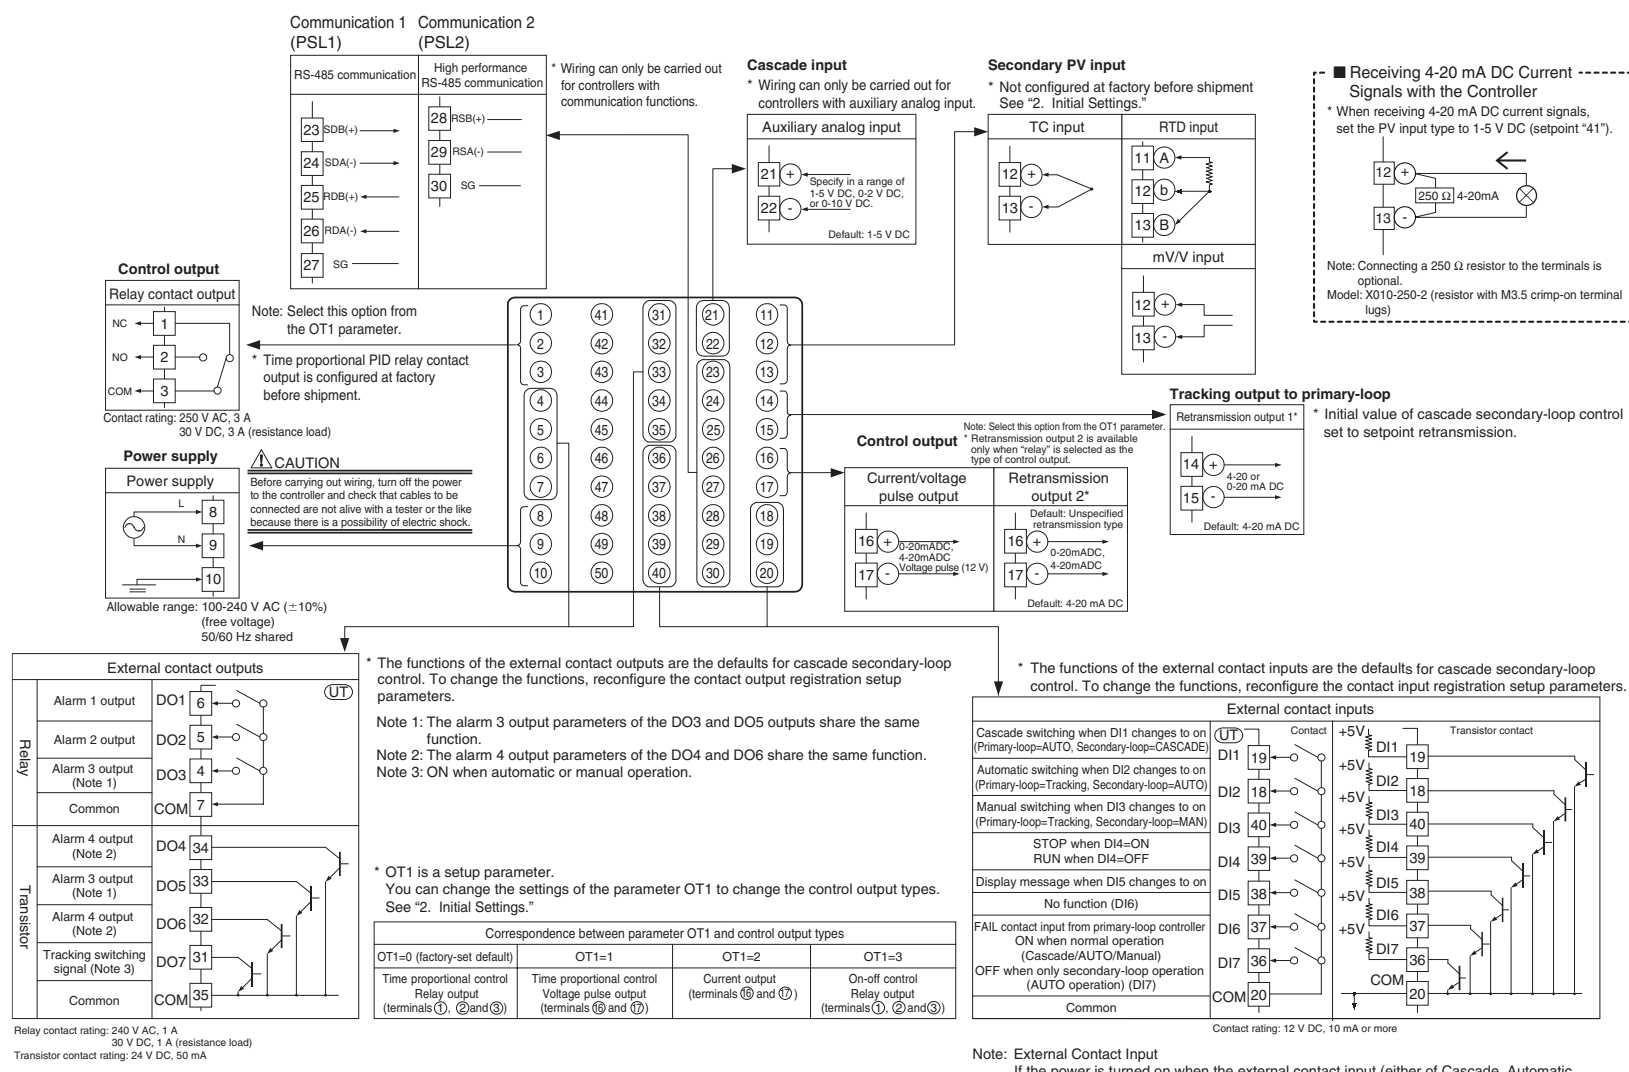 Communication 1 Communication 2
(PSL1) (PSL2)
RS-485 communication
High performance
RS-485 communication
23 SDB(+)
24 SDA(-)
25 RDB(+)
26 RDA(-)
27 SG
28 RSB(+)
29 RSA(-)
30 SG
* Wiring can only be carried out
for controllers with
communication functions.
Cascade input
* Wiring can only be carried out for
controllers with auxiliary analog input.
Auxiliary analog input
21 +
22 -
Specify in a range of
1-5 V DC, 0-2 V DC,
or 0-10 V DC.
Default: 1-5 V DC
Secondary PV input
* Not configured at factory before shipment
See “2. Initial Settings.”
TC input
12 +
13 -
RTD input
11 A
12 b
13 B
mV/V input
12 +
13 -
■ Receiving 4-20 mA DC Current
Signals with the Controller
* When receiving 4-20 mA DC current signals,
set the PV input type to 1-5 V DC (setpoint “41”).
12 +
250 Ω 4-20mA
13 -
Note: Connecting a 250 Ω resistor to the terminals is
optional.
Model: X010-250-2 (resistor with M3.5 crimp-on terminal
lugs)
Control output
Relay contact output
NC 1
NO 2
COM 3
Contact rating: 250 V AC, 3 A
30 V DC, 3 A (resistance load)
Note: Select this option from
the OT1 parameter.
* Time proportional PID relay contact
output is configured at factory
before shipment.
Power supply
Power supply
L 8
N 9
10
Allowable range: 100-240 V AC (±10%)
(free voltage)
50/60 Hz shared
! CAUTION
Before carrying out wiring, turn off the power
to the controller and check that cables to be
connected are not alive with a tester or the like
because there is a possibility of electric shock.
1 41 31 21 11
2 42 32 22 12
3 43 33 23 13
4 44 34 24 14
5 45 35 25 15
6 46 36 26 16
7 47 37 27 17
8 48 38 28 18
9 49 39 29 19
10 50 40 30 20
Tracking output to primary-loop
Retransmission output 1*
14 +
15 -
4-20 or
0-20 mA DC
Default: 4-20 mA DC
* Initial value of cascade secondary-loop control
set to setpoint retransmission.
Control output
Note: Select this option from the OT1 parameter.
* Retransmission output 2 is available
only when “relay” is selected as the
type of control output.
Current/voltage
pulse output
16 +
17 -
0-20mADC,
4-20mADC
Voltage pulse (12 V)
Retransmission
output 2*
Default: Unspecified
retransmission type
16 +
17 -
0-20mADC,
4-20mADC
Default: 4-20 mA DC
External contact outputs
UT
Relay
Alarm 1 output DO1 6
Alarm 2 output DO2 5
Alarm 3 output
(Note 1)
DO3 4
Common COM 7
Transistor
Alarm 4 output
(Note 2)
DO4 34
Alarm 3 output
(Note 1)
DO5 33
Alarm 4 output
(Note 2)
DO6 32
Tracking switching
signal (Note 3)
DO7 31
Common COM 35
Relay contact rating: 240 V AC, 1 A
30 V DC, 1 A (resistance load)
Transistor contact rating: 24 V DC, 50 mA
* The functions of the external contact outputs are the defaults for cascade secondary-loop
control. To change the functions, reconfigure the contact output registration setup
parameters.
Note 1: The alarm 3 output parameters of the DO3 and DO5 outputs share the same
function.
Note 2: The alarm 4 output parameters of the DO4 and DO6 share the same function.
Note 3: ON when automatic or manual operation.
* OT1 is a setup parameter.
You can change the settings of the parameter OT1 to change the control output types.
See “2. Initial Settings.”
Correspondence between parameter OT1 and control output types
OT1=0 (factory-set default) OT1=1 OT1=2 OT1=3
Time proportional control
Relay output
(terminals ①, ② and ③)
Time proportional control
Voltage pulse output
(terminals ⑯ and ⑰)
Current output
(terminals ⑯ and ⑰)
On-off control
Relay output
(terminals ①, ② and ③)
* The functions of the external contact inputs are the defaults for cascade secondary-loop
control. To change the functions, reconfigure the contact input registration setup parameters.
External contact inputs
Cascade switching when DI1 changes to on
(Primary-loop=AUTO, Secondary-loop=CASCADE)
Automatic switching when DI2 changes to on
(Primary-loop=Tracking, Secondary-loop=AUTO)
Manual switching when DI3 changes to on
(Primary-loop=Tracking, Secondary-loop=MAN)
STOP when DI4=ON
RUN when DI4=OFF
Display message when DI5 changes to on
No function (DI6)
FAIL contact input from primary-loop controller
ON when normal operation
(Cascade/AUTO/Manual)
OFF when only secondary-loop operation
(AUTO operation) (DI7)
Common
UT Contact
DI1 19
DI2 18
DI3 40
DI4 39
DI5 38
DI6 37
DI7 36
COM 20
Transistor contact
+5V DI1 19
+5V DI2 18
+5V DI3 40
+5V DI4 39
+5V DI5 38
+5V DI6 37
+5V DI7 36
COM 20
Contact rating: 12 V DC, 10 mA or more
Note: External Contact Input
If the power is turned on when the external contact input (either of Cascade, Automatic